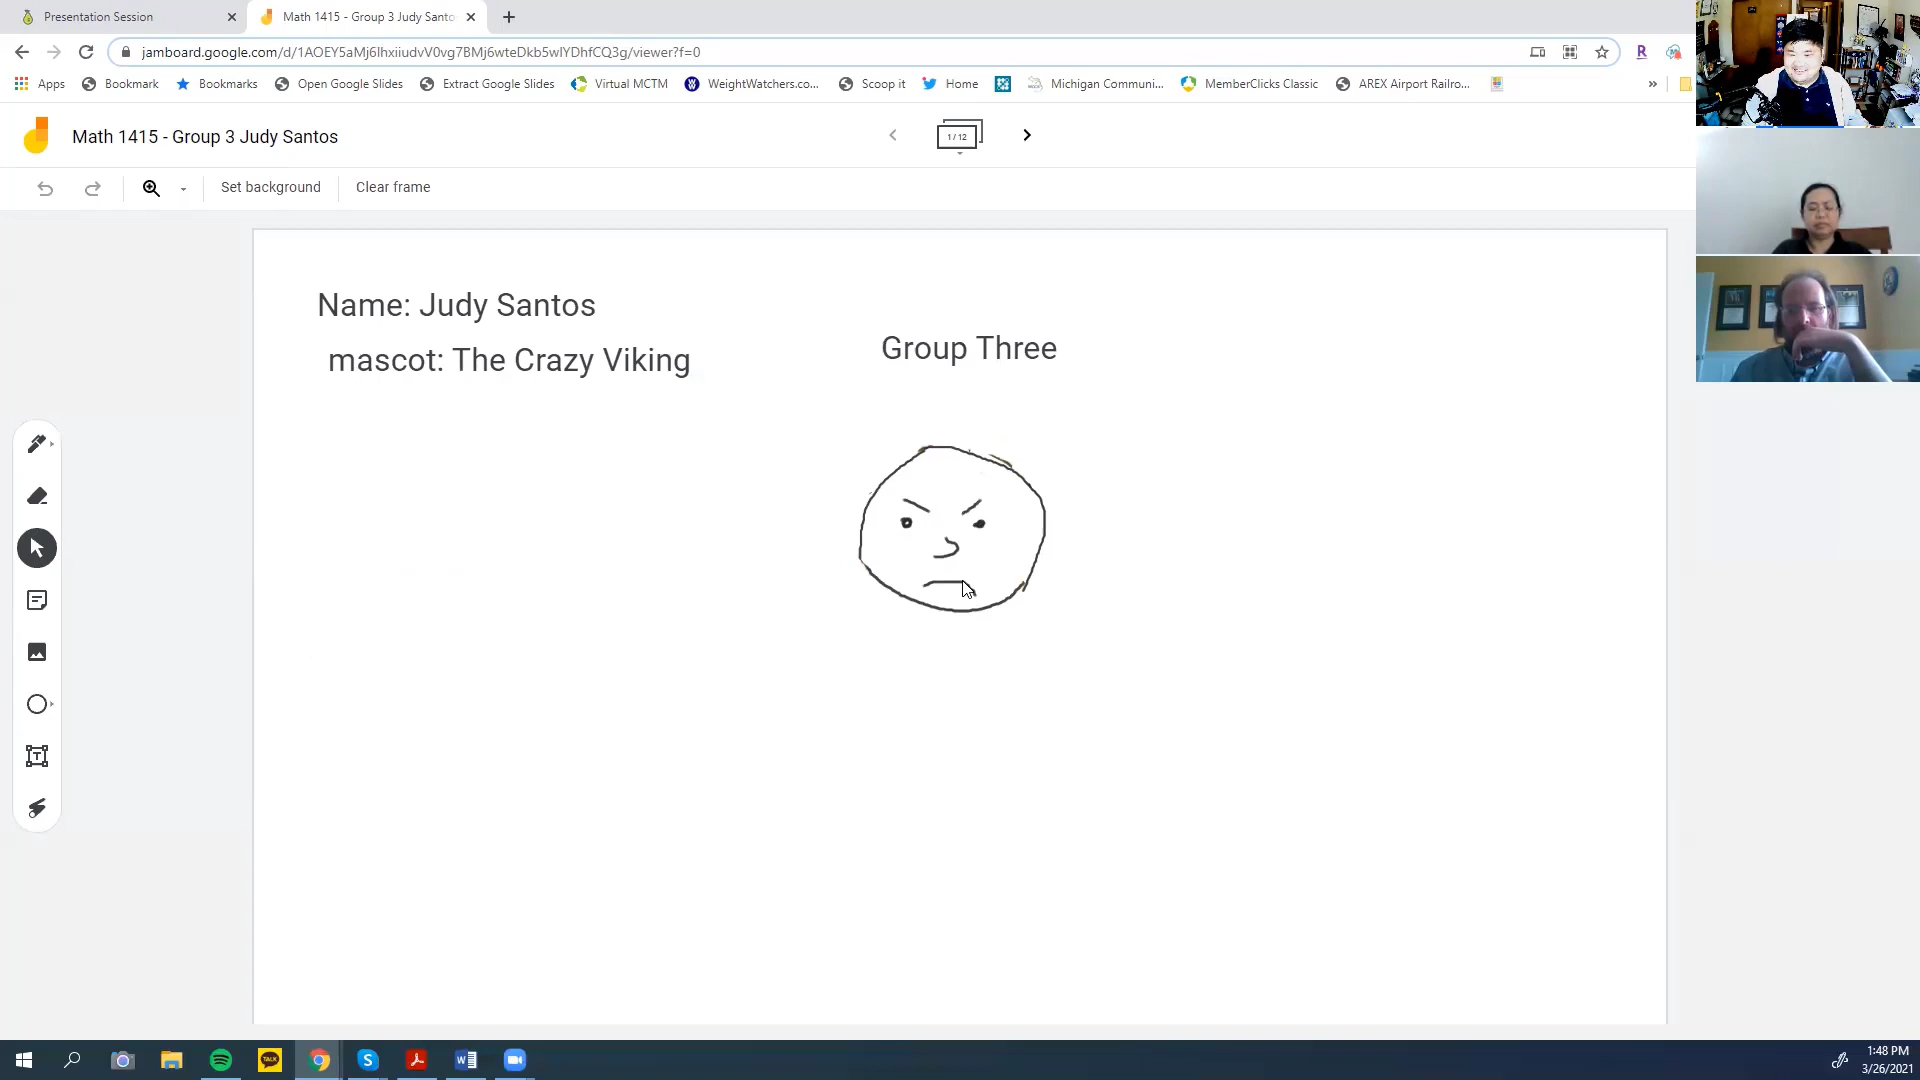 Presentation Session
Math 1415 - Group 3 Judy Santo
jamboard.google.com/d/1AOEY5aMj6lhxiiudvV0vg7BMj6wteDkb5wlYDhfCQ3g/viewer?f=0
R
Apps Bookmark Bookmarks Open Google Slides Extract Google Slides Virtual MCTM WeightWatchers.co... Scoop it Home Michigan Communi... MemberClicks Classic AREX Airport Railro... »
Math 1415 - Group 3 Judy Santos
1 / 12
Set background Clear frame
Name: Judy Santos
mascot: The Crazy Viking
Group Three
TALK
1:48 PM
3/26/2021